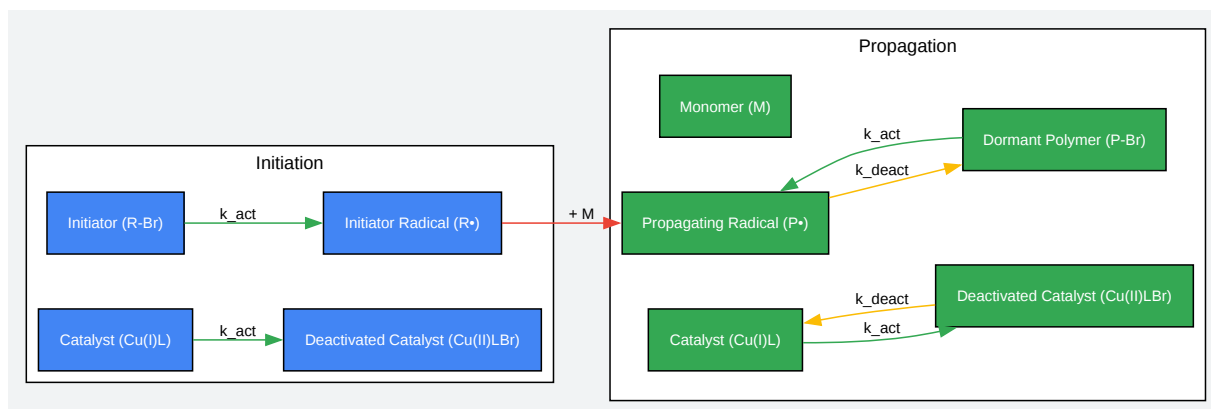 Initiation
Initiator (R-Br)
k_act
Initiator Radical (R•)
+ M
Catalyst (Cu(I)L)
k_act
Deactivated Catalyst (Cu(II)LBr)
Propagation
Monomer (M)
k_act
Dormant Polymer (P-Br)
k_deact
Propagating Radical (P•)
k_deact
Deactivated Catalyst (Cu(II)LBr)
Catalyst (Cu(I)L)
k_act